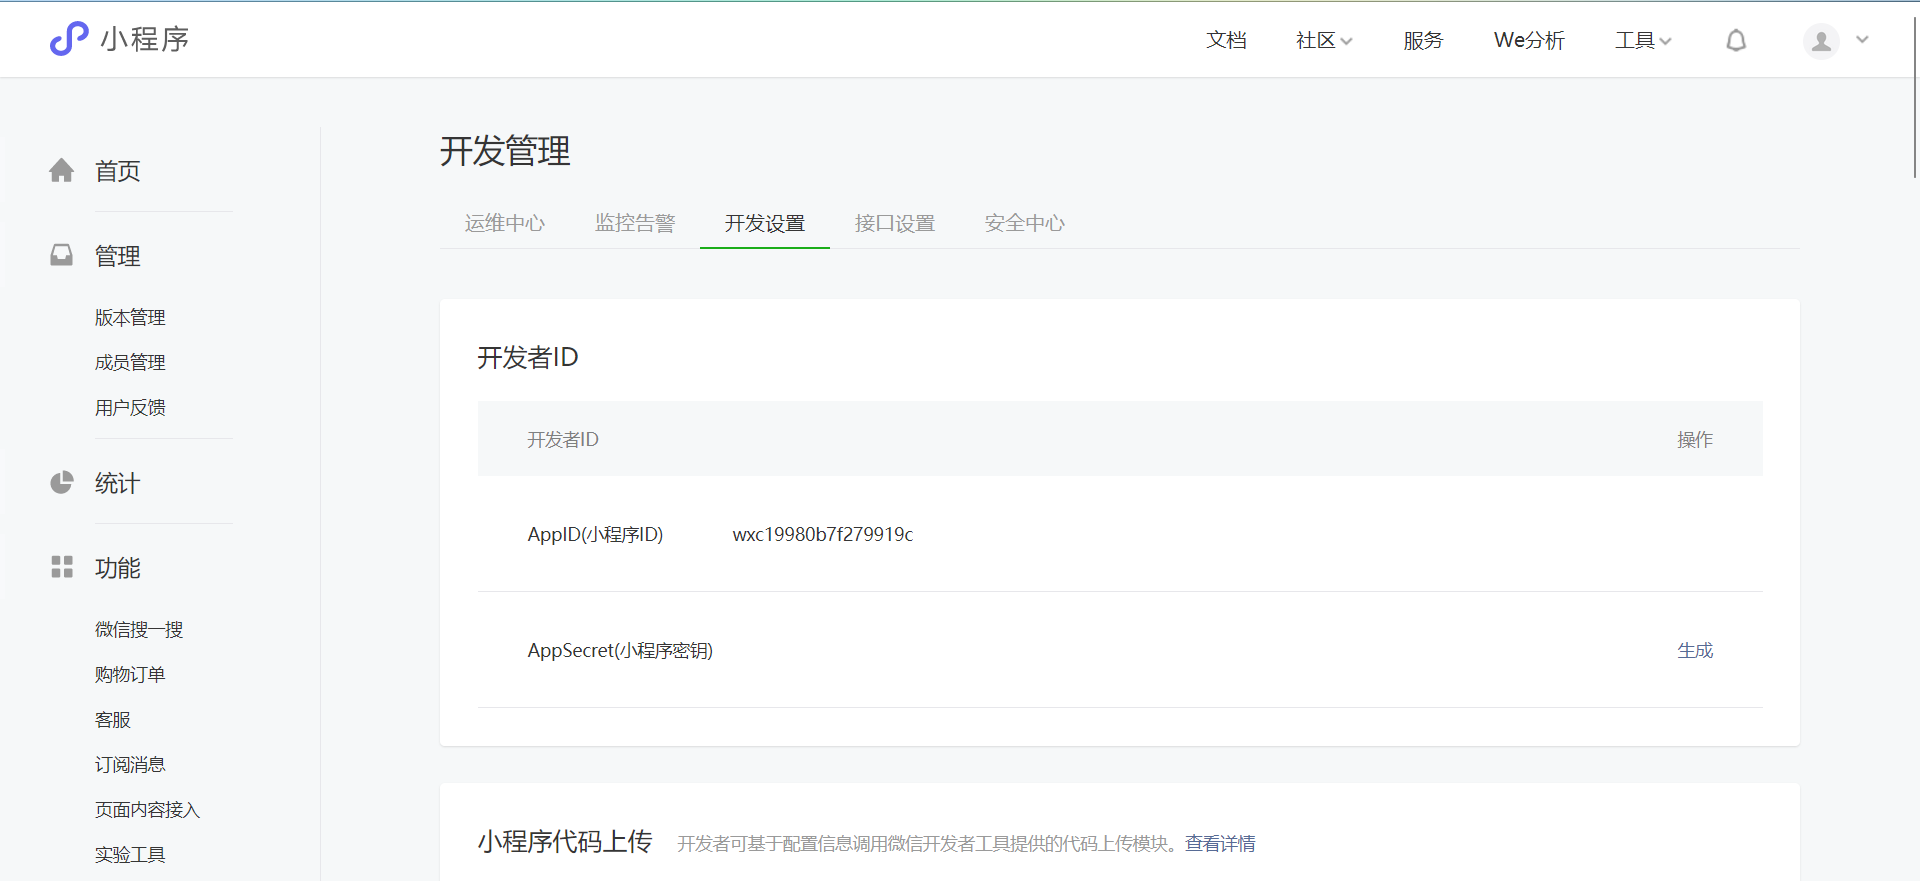 小程序
文档
社区
服务
We分析
工具
首页
管理
版本管理
成员管理
用户反馈
统计
功能
微信搜一搜
购物订单
客服
订阅消息
页面内容接入
实验工具
开发管理
运维中心
监控告警
开发设置
接口设置
安全中心
开发者ID
开发者ID
操作
AppID(小程序ID)
wxc19980b7f279919c
AppSecret(小程序密钥)
生成
小程序代码上传
开发者可基于配置信息调用微信开发者工具提供的代码上传模块。查看详情